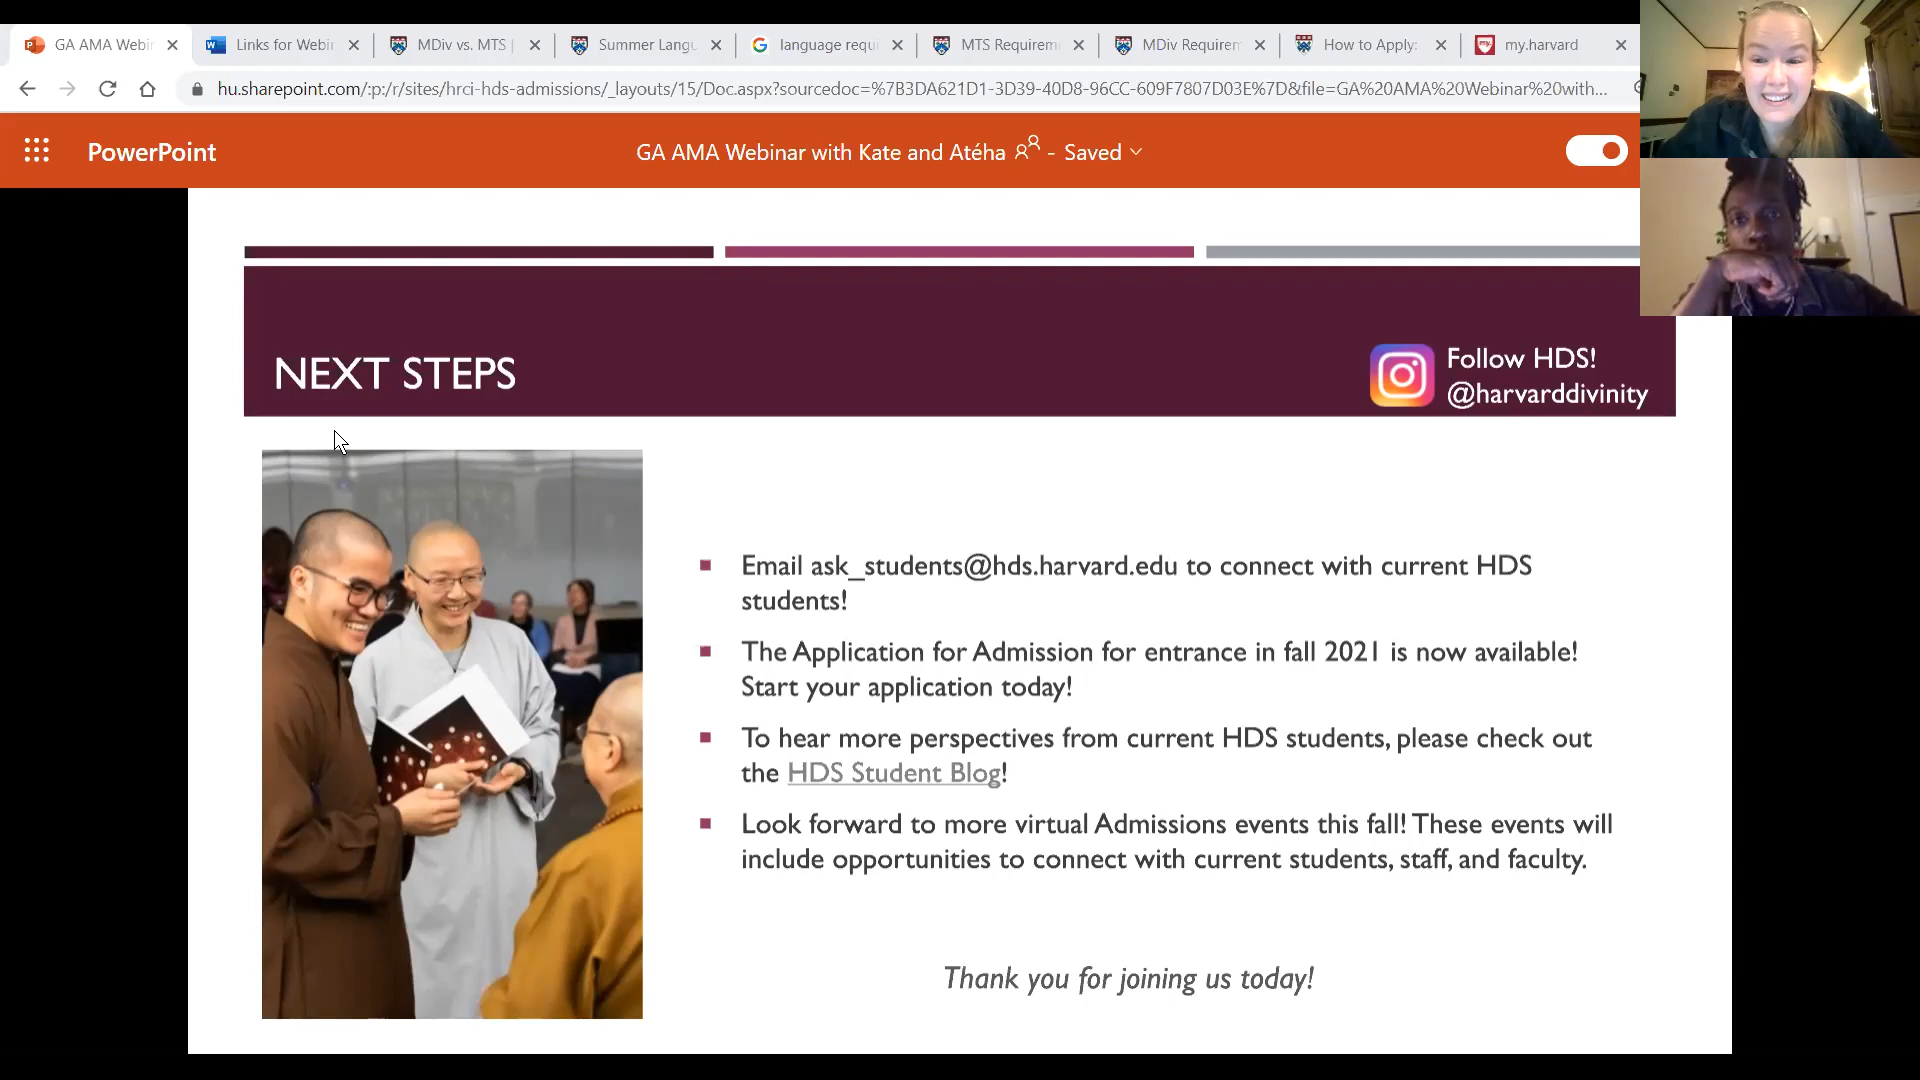 GA AMA Webin
Links for Webi
MDiv vs. MTS |
Summer Langu
language requi
MTS Requirem
MDiv Requirem
How to Apply:
my.harvard
hu.sharepoint.com/:p:/r/sites/hrci-hds-admissions/_layouts/15/Doc.aspx?sourcedoc=%7B3DA621D1-3D39-40D8-96CC-609F7807D03E%7D&file=GA%20AMA%20Webinar%20with...
PowerPoint
GA AMA Webinar with Kate and Atéha - Saved
NEXT STEPS
Follow HDS!
@harvarddivinity
Email ask_students@hds.harvard.edu to connect with current HDS
students!
The Application for Admission for entrance in fall 2021 is now available!
Start your application today!
To hear more perspectives from current HDS students, please check out
the HDS Student Blog!
Look forward to more virtual Admissions events this fall! These events will
include opportunities to connect with current students, staff, and faculty.
Thank you for joining us today!